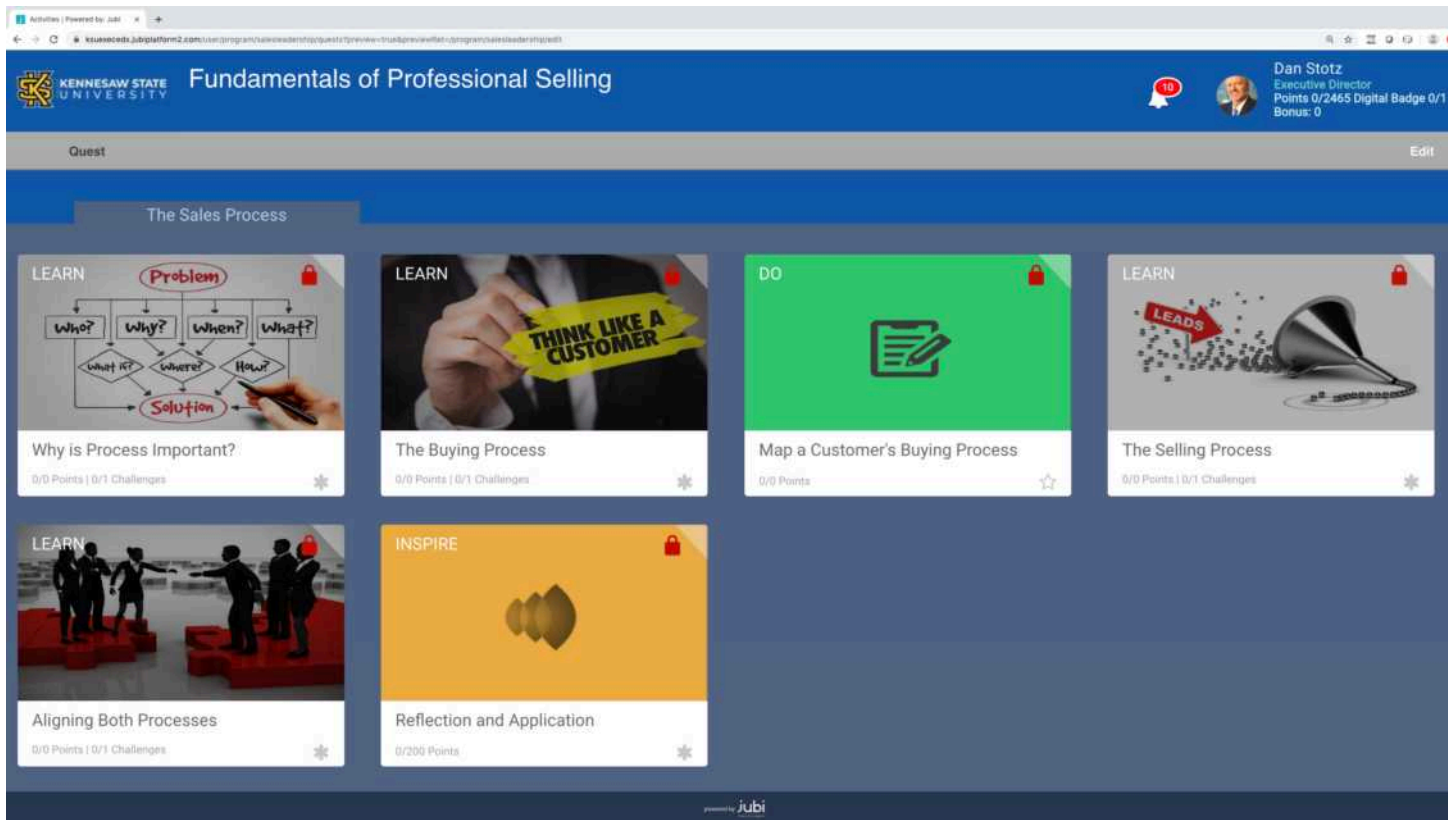 Activities | Powered by: Jubi
KENNESAW STATE
UNIVERSITY
Fundamentals of Professional Selling
10
Dan Stotz
Executive Director
Points 0/2465 Digital Badge 0/1
Bonus: 0
Quest
Edit
The Sales Process
LEARN
Problem
Who? Why? When? What?
What is? Where? How?
Solution
Why is Process Important?
0/0 Points | 0/1 Challenges
LEARN
THINK LIKE A
CUSTOMER
The Buying Process
0/0 Points | 0/1 Challenges
DO
Map a Customer's Buying Process
0/0 Points
LEARN
LEADS
The Selling Process
0/0 Points | 0/1 Challenges
LEARN
Aligning Both Processes
0/0 Points | 0/1 Challenges
INSPIRE
Reflection and Application
0/200 Points
powered by jubi